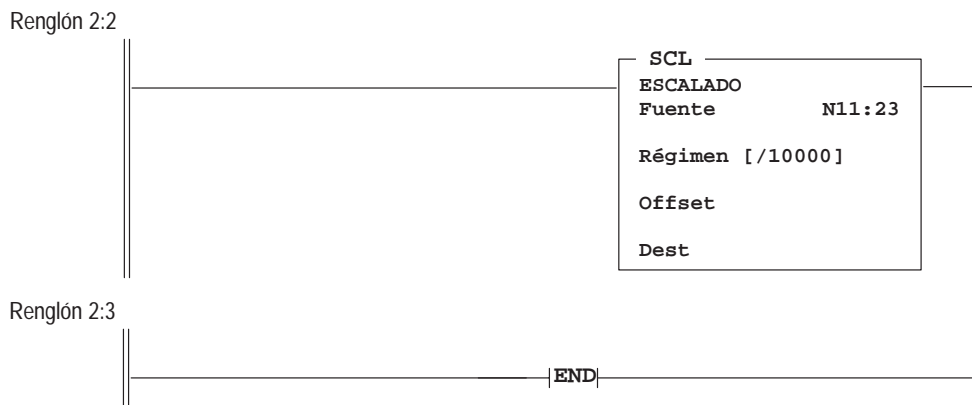 Renglón 2:2
SCL
ESCALADO
Fuente N11:23
Régimen [/10000]
Offset
Dest
Renglón 2:3
END